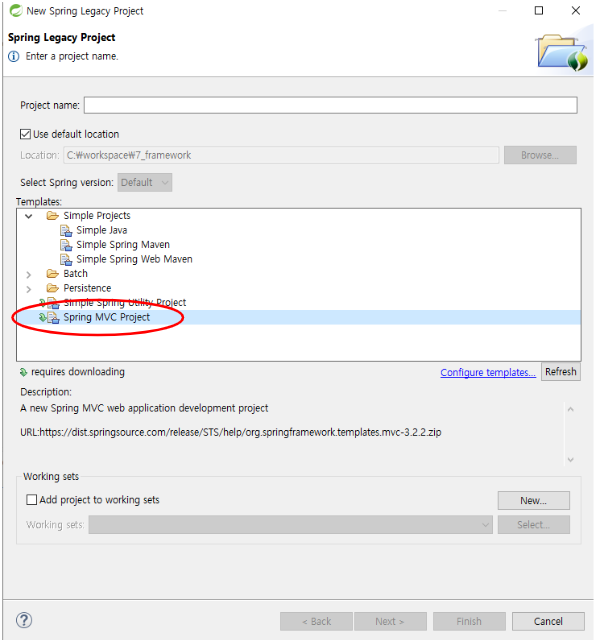 New Spring Legacy Project
Spring Legacy Project
Enter a project name.
Project name:
Use default location
Location: C:₩workspace₩7_framework Browse...
Select Spring version: Default
Templates:
Simple Projects
Simple Java
Simple Spring Maven
Simple Spring Web Maven
Batch
Persistence
Simple Spring Utility Project
Spring MVC Project
requires downloading Configure templates... Refresh
Description:
A new Spring MVC web application development project
URL:https://dist.springsource.com/release/STS/help/org.springframework.templates.mvc-3.2.2.zip
Working sets
Add project to working sets New...
Working sets: Select...
? < Back Next > Finish Cancel